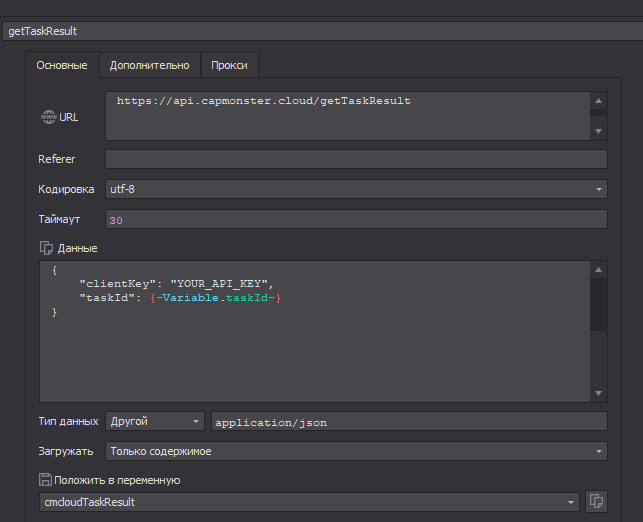 getTaskResult
Основные Дополнительно Прокси
URL https://api.capmonster.cloud/getTaskResult
Referer
Кодировка utf-8
Таймаут 30
Данные
{
"clientKey": "YOUR_API_KEY",
"taskId": {-Variable.taskId-}
}
Тип данных Другой application/json
Загружать Только содержимое
Положить в переменную
cmcloudTaskResult